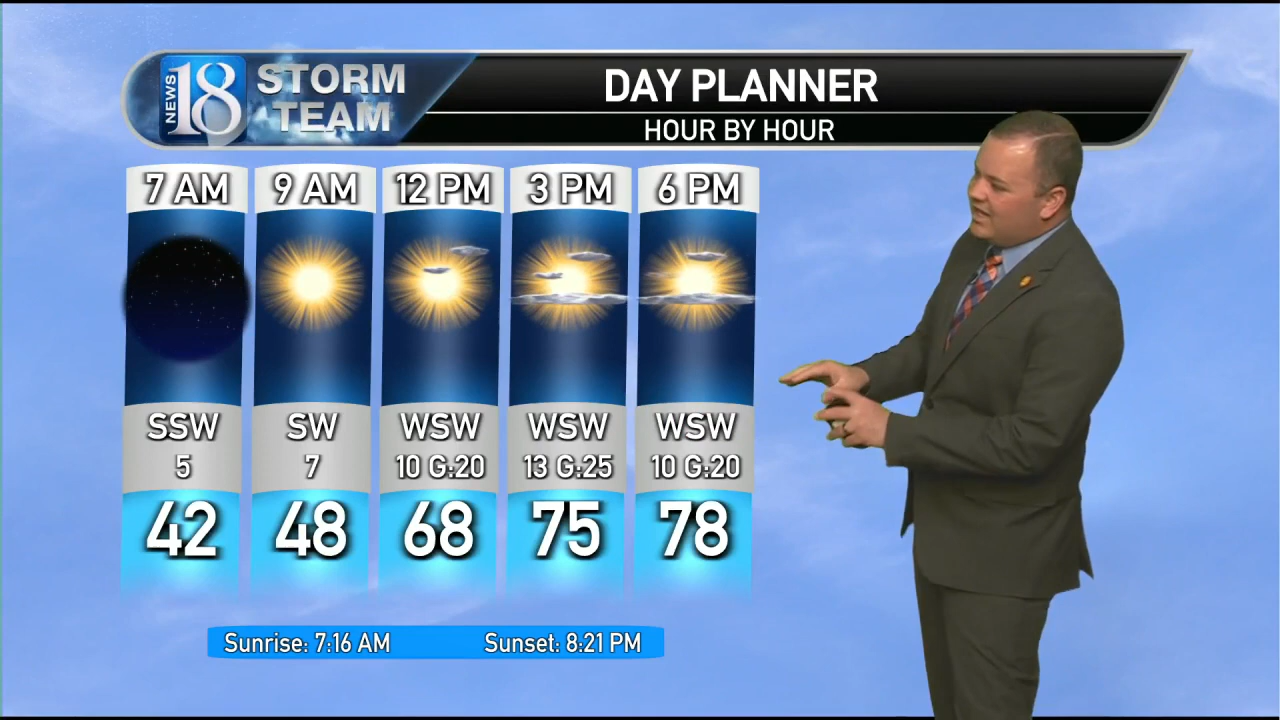 NEWS 18 STORM TEAM
DAY PLANNER
HOUR BY HOUR
7 AM 9 AM 12 PM 3 PM 6 PM
SSW SW WSW WSW WSW
5 7 10 G:20 13 G:25 10 G:20
42 48 68 75 78
Sunrise: 7:16 AM Sunset: 8:21 PM